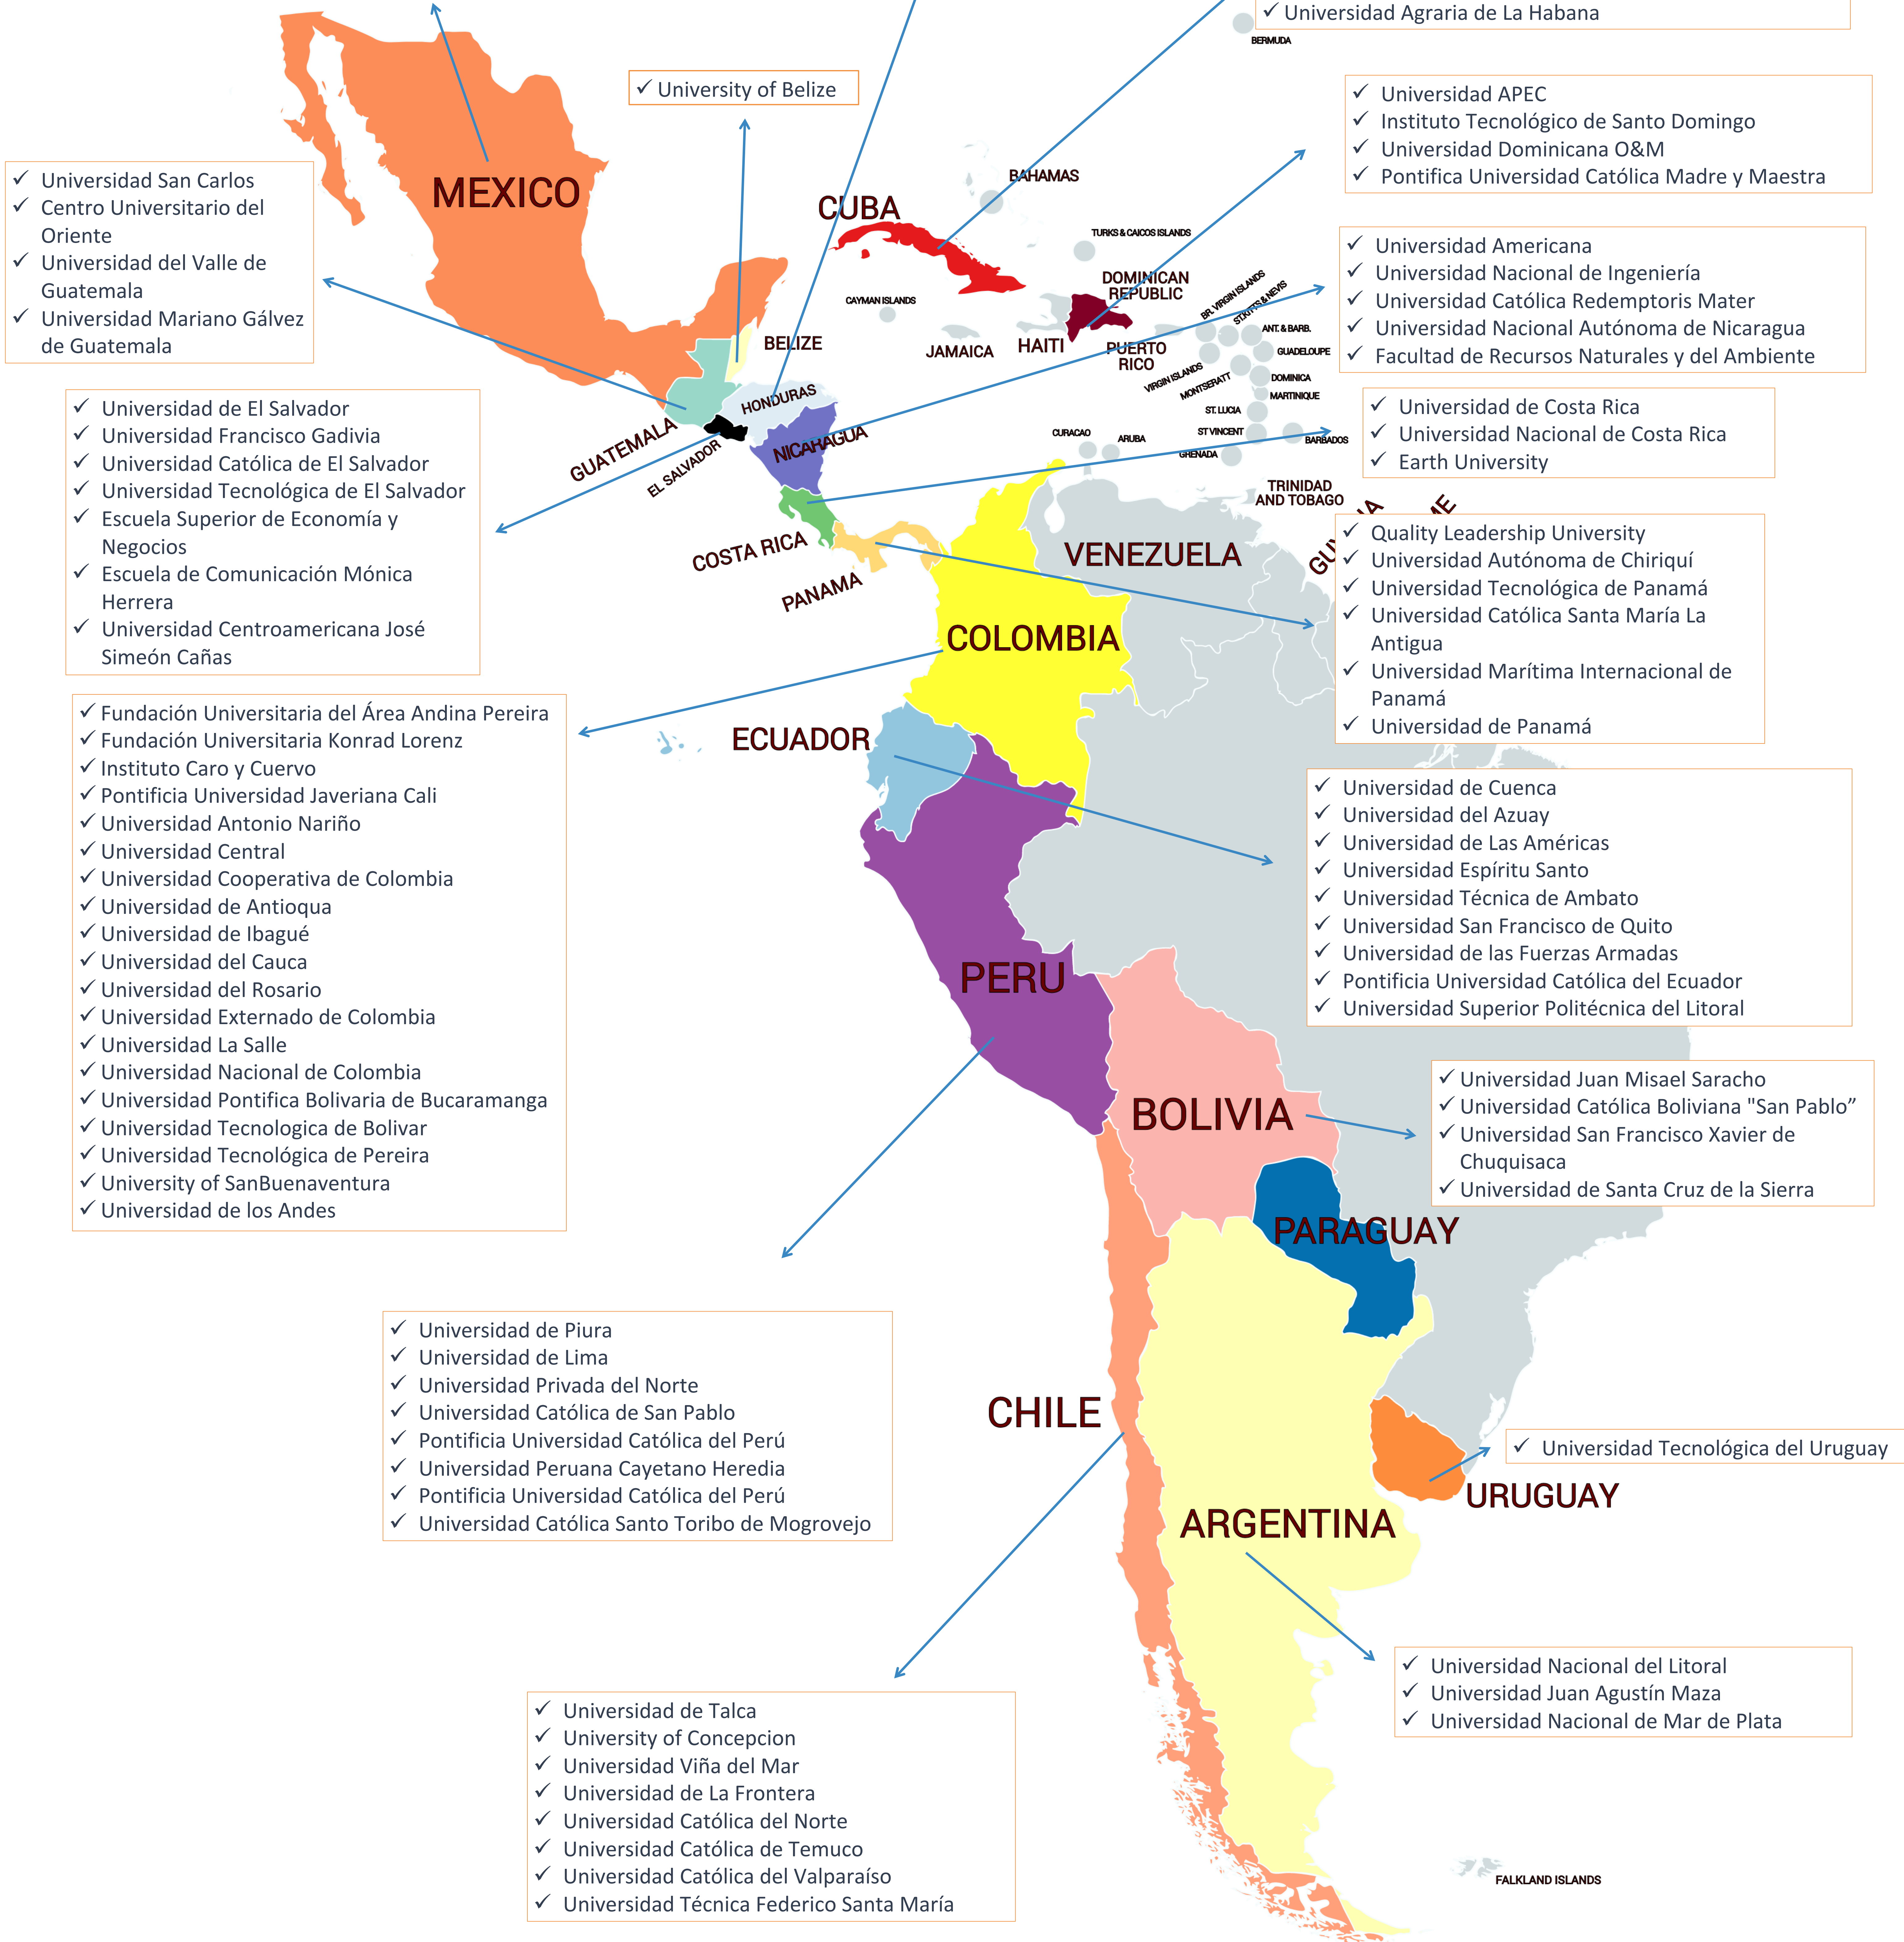 ✓ Universidad Agraria de La Habana
BERMUDA
✓ University of Belize
✓ Universidad APEC
✓ Instituto Tecnológico de Santo Domingo
✓ Universidad Dominicana O&M
✓ Pontifica Universidad Católica Madre y Maestra
MEXICO
✓ Universidad San Carlos
✓ Centro Universitario del
Oriente
✓ Universidad del Valle de
Guatemala
✓ Universidad Mariano Gálvez
de Guatemala
BAHAMAS
CUBA
TURKS & CAICOS ISLANDS
DOMINICAN
REPUBLIC
CAYMAN ISLANDS
JAMAICA
HAITI
PUERTO
RICO
BR. VIRGIN ISLANDS
ST.KITTS & NEVIS
ANT. & BARB.
GUADELOUPE
VIRGIN ISLANDS
MONTSERATT
DOMINICA
MARTINIQUE
ST. LUCIA
ST VINCENT
BARBADOS
GRENADA
CURACAO
ARUBA
TRINIDAD
AND TOBAGO
✓ Universidad Americana
✓ Universidad Nacional de Ingeniería
✓ Universidad Católica Redemptoris Mater
✓ Universidad Nacional Autónoma de Nicaragua
✓ Facultad de Recursos Naturales y del Ambiente
BELIZE
HONDURAS
GUATEMALA
EL SALVADOR
NICARAGUA
COSTA RICA
PANAMA
✓ Universidad de El Salvador
✓ Universidad Francisco Gadivia
✓ Universidad Católica de El Salvador
✓ Universidad Tecnológica de El Salvador
✓ Escuela Superior de Economía y
Negocios
✓ Escuela de Comunicación Mónica
Herrera
✓ Universidad Centroamericana José
Simeón Cañas
✓ Universidad de Costa Rica
✓ Universidad Nacional de Costa Rica
✓ Earth University
VENEZUELA
✓ Quality Leadership University
✓ Universidad Autónoma de Chiriquí
✓ Universidad Tecnológica de Panamá
✓ Universidad Católica Santa María La
Antigua
✓ Universidad Marítima Internacional de
Panamá
✓ Universidad de Panamá
COLOMBIA
✓ Fundación Universitaria del Área Andina Pereira
✓ Fundación Universitaria Konrad Lorenz
✓ Instituto Caro y Cuervo
✓ Pontificia Universidad Javeriana Cali
✓ Universidad Antonio Nariño
✓ Universidad Central
✓ Universidad Cooperativa de Colombia
✓ Universidad de Antioqua
✓ Universidad de Ibagué
✓ Universidad del Cauca
✓ Universidad del Rosario
✓ Universidad Externado de Colombia
✓ Universidad La Salle
✓ Universidad Nacional de Colombia
✓ Universidad Pontifica Bolivaria de Bucaramanga
✓ Universidad Tecnologica de Bolivar
✓ Universidad Tecnológica de Pereira
✓ University of SanBuenaventura
✓ Universidad de los Andes
ECUADOR
✓ Universidad de Cuenca
✓ Universidad del Azuay
✓ Universidad de Las Américas
✓ Universidad Espíritu Santo
✓ Universidad Técnica de Ambato
✓ Universidad San Francisco de Quito
✓ Universidad de las Fuerzas Armadas
✓ Pontificia Universidad Católica del Ecuador
✓ Universidad Superior Politécnica del Litoral
PERU
BOLIVIA
✓ Universidad Juan Misael Saracho
✓ Universidad Católica Boliviana "San Pablo”
✓ Universidad San Francisco Xavier de
Chuquisaca
✓ Universidad de Santa Cruz de la Sierra
PARAGUAY
✓ Universidad de Piura
✓ Universidad de Lima
✓ Universidad Privada del Norte
✓ Universidad Católica de San Pablo
✓ Pontificia Universidad Católica del Perú
✓ Universidad Peruana Cayetano Heredia
✓ Pontificia Universidad Católica del Perú
✓ Universidad Católica Santo Toribo de Mogrovejo
CHILE
✓ Universidad Tecnológica del Uruguay
URUGUAY
ARGENTINA
✓ Universidad Nacional del Litoral
✓ Universidad Juan Agustín Maza
✓ Universidad Nacional de Mar de Plata
✓ Universidad de Talca
✓ University of Concepcion
✓ Universidad Viña del Mar
✓ Universidad de La Frontera
✓ Universidad Católica del Norte
✓ Universidad Católica de Temuco
✓ Universidad Católica del Valparaíso
✓ Universidad Técnica Federico Santa María
FALKLAND ISLANDS